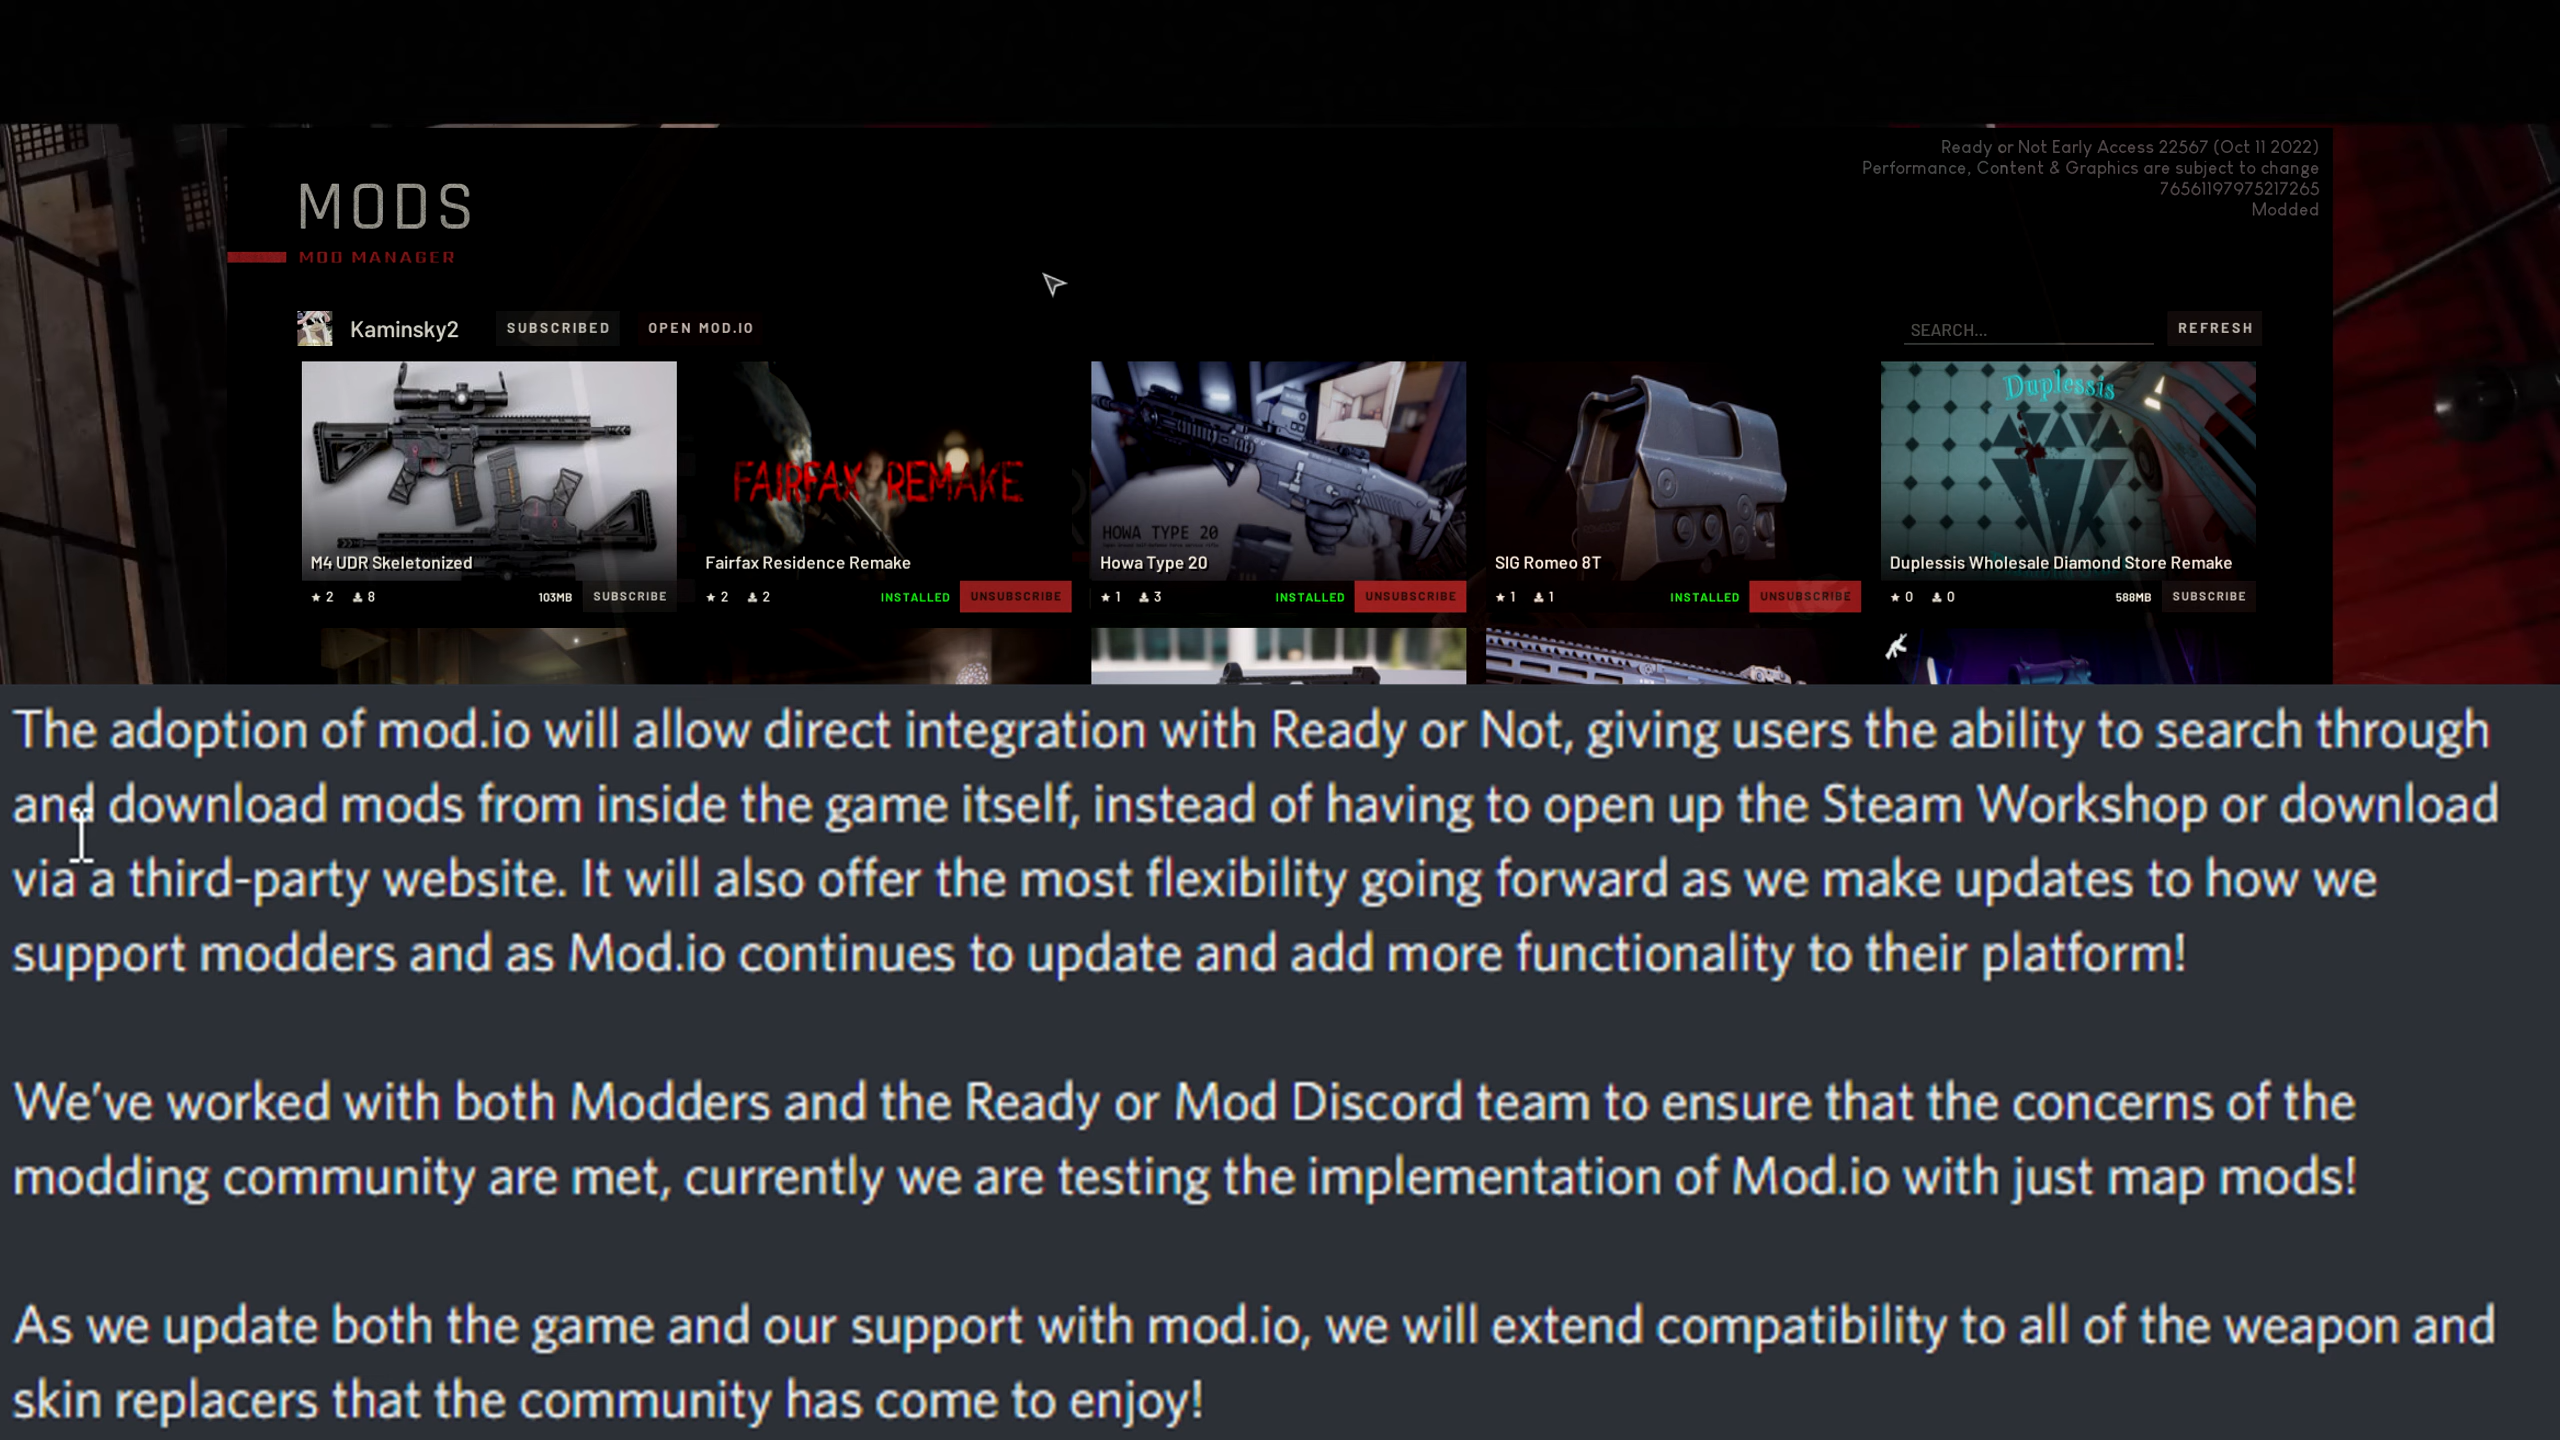 Ready or Not Early Access 22567 (Oct 11 2022)
Performance, Content & Graphics are subject to change
76561197975217265
Modded
MODS
MOD MANAGER
Kaminsky2 SUBSCRIBED OPEN MOD.IO SEARCH... REFRESH
Duplessis
FAIRFAX REMAKE
HOWA TYPE 20
M4 UDR Skeletonized Fairfax Residence Remake Howa Type 20 SIG Romeo 8T Duplessis Wholesale Diamond Store Remake
2 8 103MB SUBSCRIBE 2 2 INSTALLED UNSUBSCRIBE 1 3 INSTALLED UNSUBSCRIBE 1 1 INSTALLED UNSUBSCRIBE 0 0 588MB SUBSCRIBE
The adoption of mod.io will allow direct integration with Ready or Not, giving users the ability to search through
and download mods from inside the game itself, instead of having to open up the Steam Workshop or download
via a third-party website. It will also offer the most flexibility going forward as we make updates to how we
support modders and as Mod.io continues to update and add more functionality to their platform!
We've worked with both Modders and the Ready or Mod Discord team to ensure that the concerns of the
modding community are met, currently we are testing the implementation of Mod.io with just map mods!
As we update both the game and our support with mod.io, we will extend compatibility to all of the weapon and
skin replacers that the community has come to enjoy!